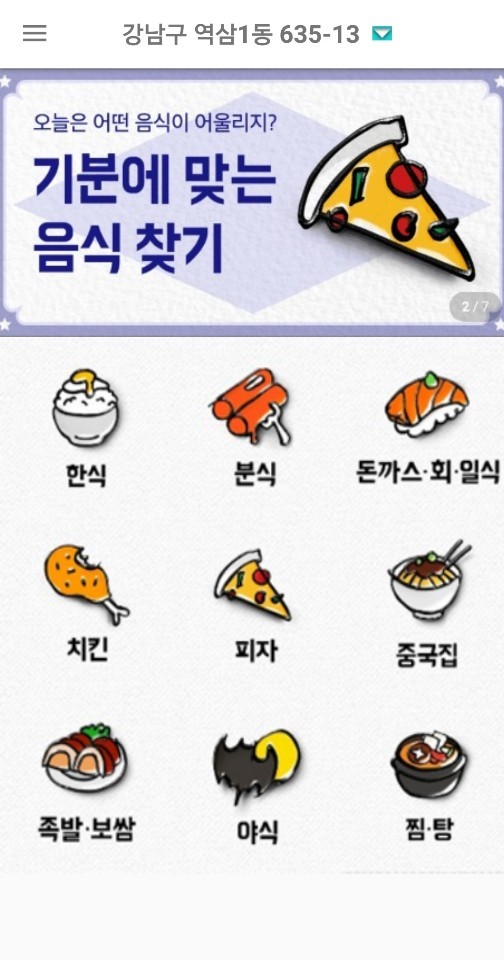 강남구 역삼1동 635-13
오늘은 어떤 음식이 어울리지?
기분에 맞는
음식 찾기
2 / 7
한식
분식
돈까스·회·일식
치킨
피자
중국집
족발·보쌈
야식
찜·탕